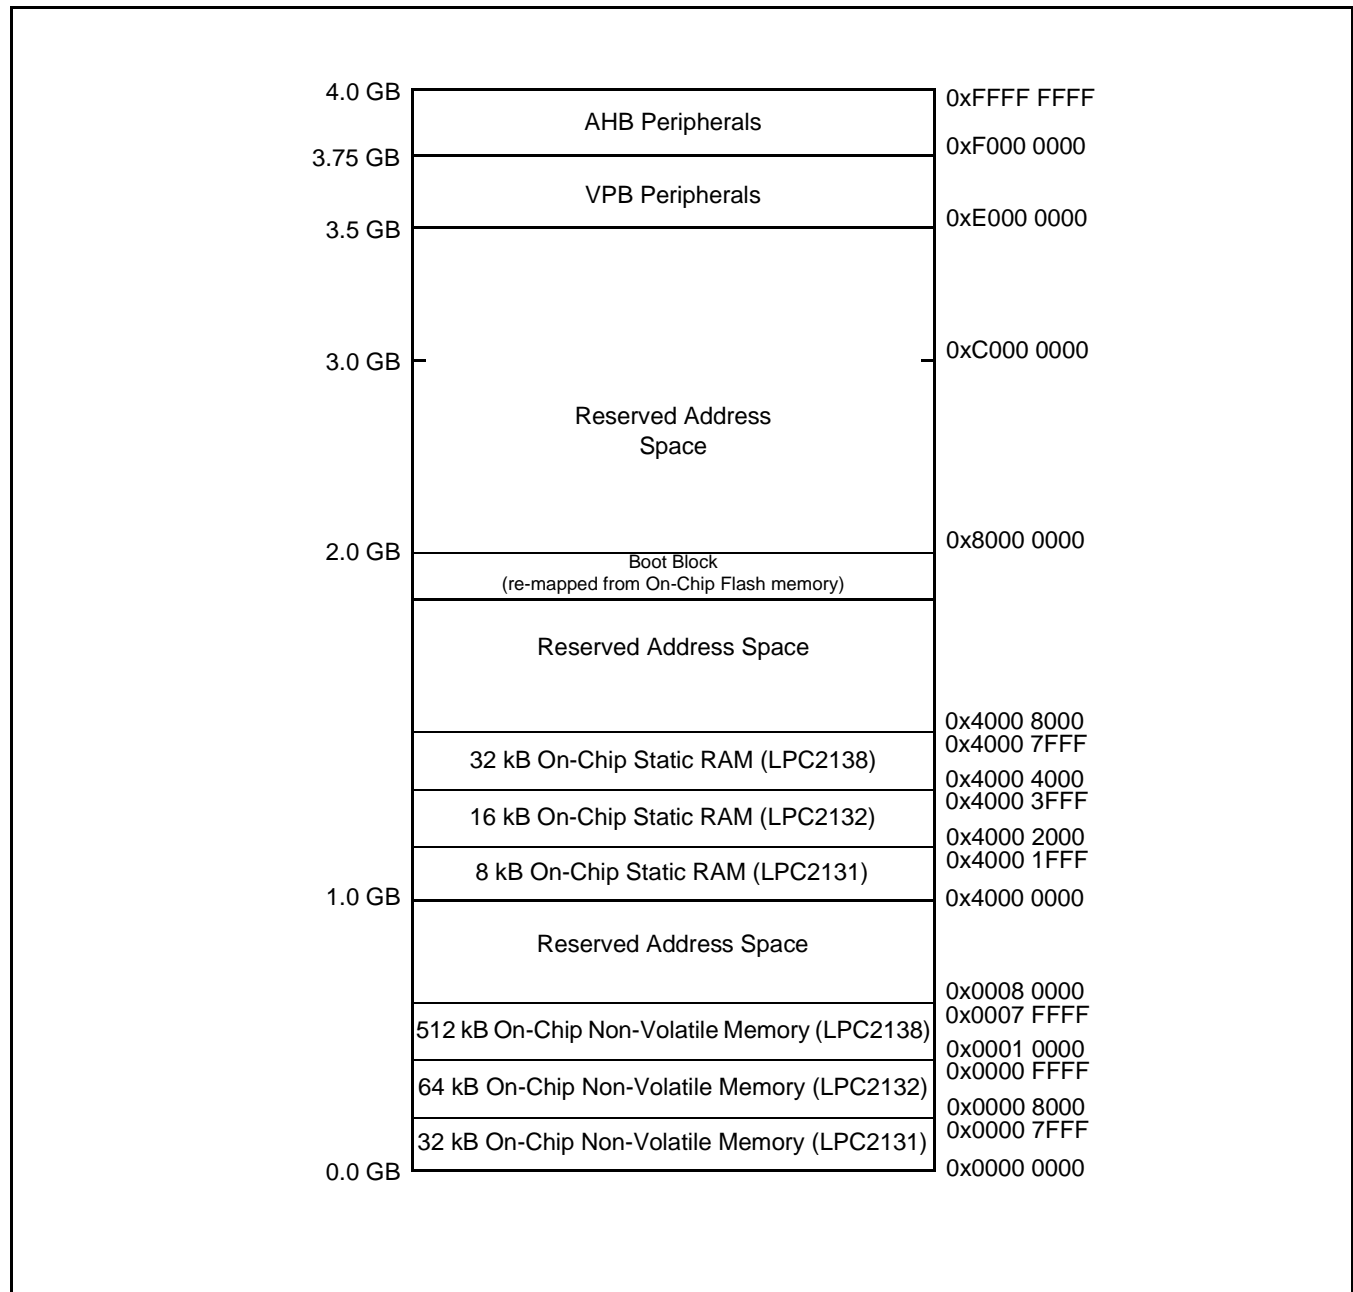 4.0 GB
0xFFFF FFFF
AHB Peripherals
0xF000 0000
3.75 GB
VPB Peripherals
0xE000 0000
3.5 GB
0xC000 0000
3.0 GB
Reserved Address
Space
0x8000 0000
2.0 GB
Boot Block
(re-mapped from On-Chip Flash memory)
Reserved Address Space
0x4000 8000
0x4000 7FFF
32 kB On-Chip Static RAM (LPC2138)
0x4000 4000
0x4000 3FFF
16 kB On-Chip Static RAM (LPC2132)
0x4000 2000
0x4000 1FFF
8 kB On-Chip Static RAM (LPC2131)
1.0 GB
0x4000 0000
Reserved Address Space
0x0008 0000
0x0007 FFFF
512 kB On-Chip Non-Volatile Memory (LPC2138)
0x0001 0000
0x0000 FFFF
64 kB On-Chip Non-Volatile Memory (LPC2132)
0x0000 8000
0x0000 7FFF
32 kB On-Chip Non-Volatile Memory (LPC2131)
0.0 GB
0x0000 0000